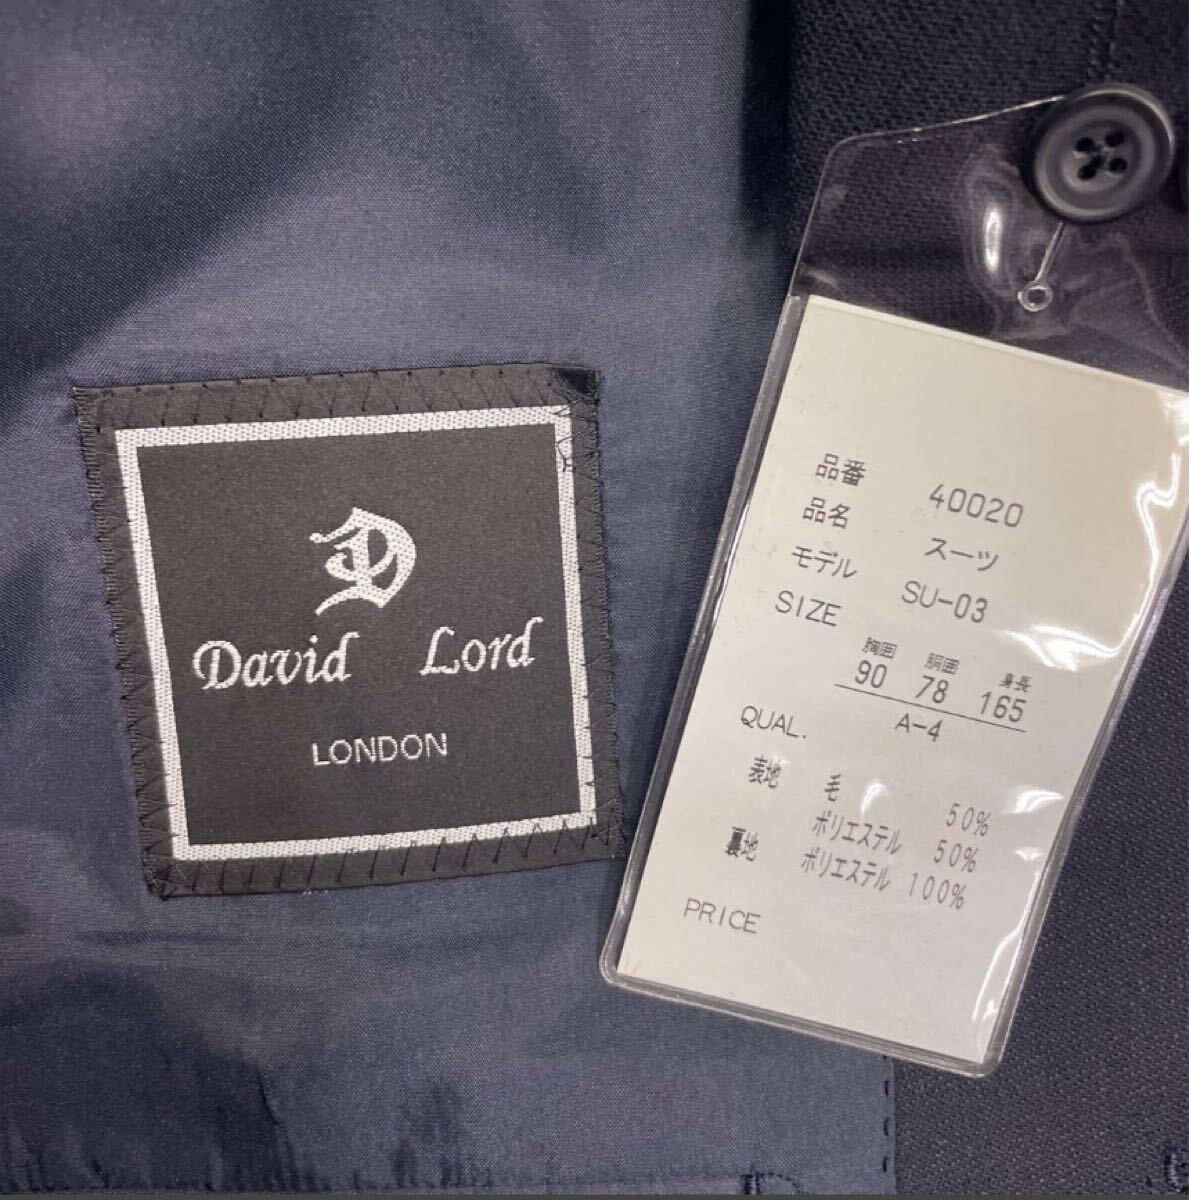 D
David Lord
LONDON
品番 40020
品名 スーツ
モデル SU-03
SIZE
胸囲 胴囲 身長
90 78 165
A-4
QUAL.
表地 毛 50%
ポリエステル 50%
裏地 ポリエステル 100%
PRICE